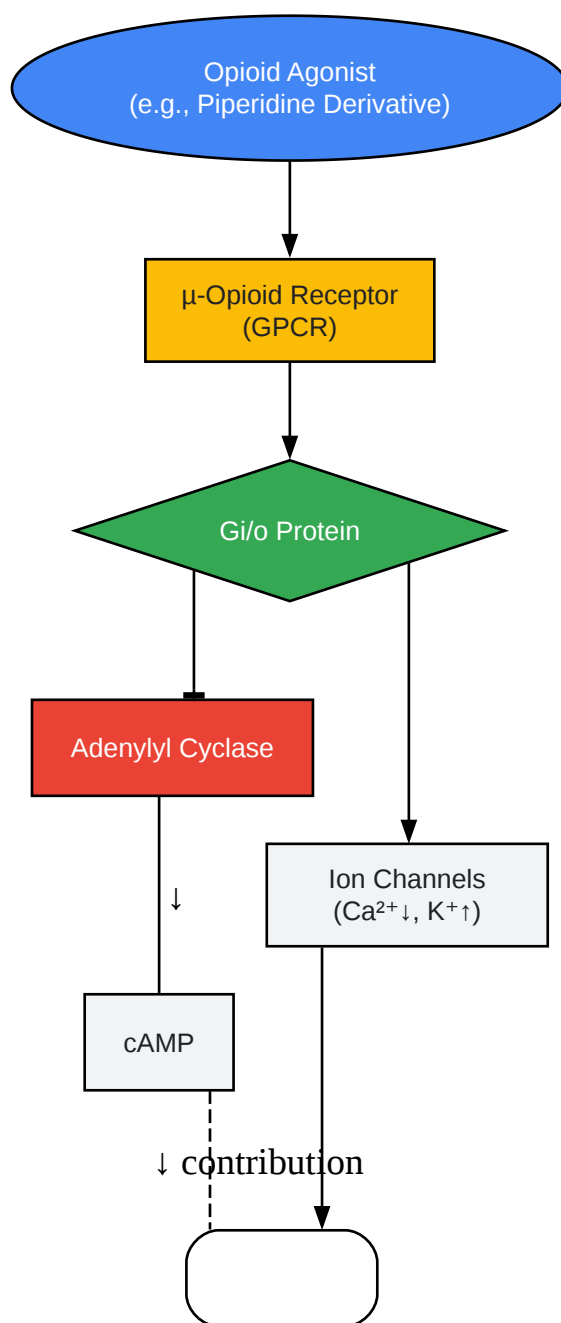 Opioid Agonist
(e.g., Piperidine Derivative)
µ-Opioid Receptor
(GPCR)
Gi/o Protein
Adenylyl Cyclase
Ion Channels
(Ca²⁺↓, K⁺↑)
↓
cAMP
↓ contribution